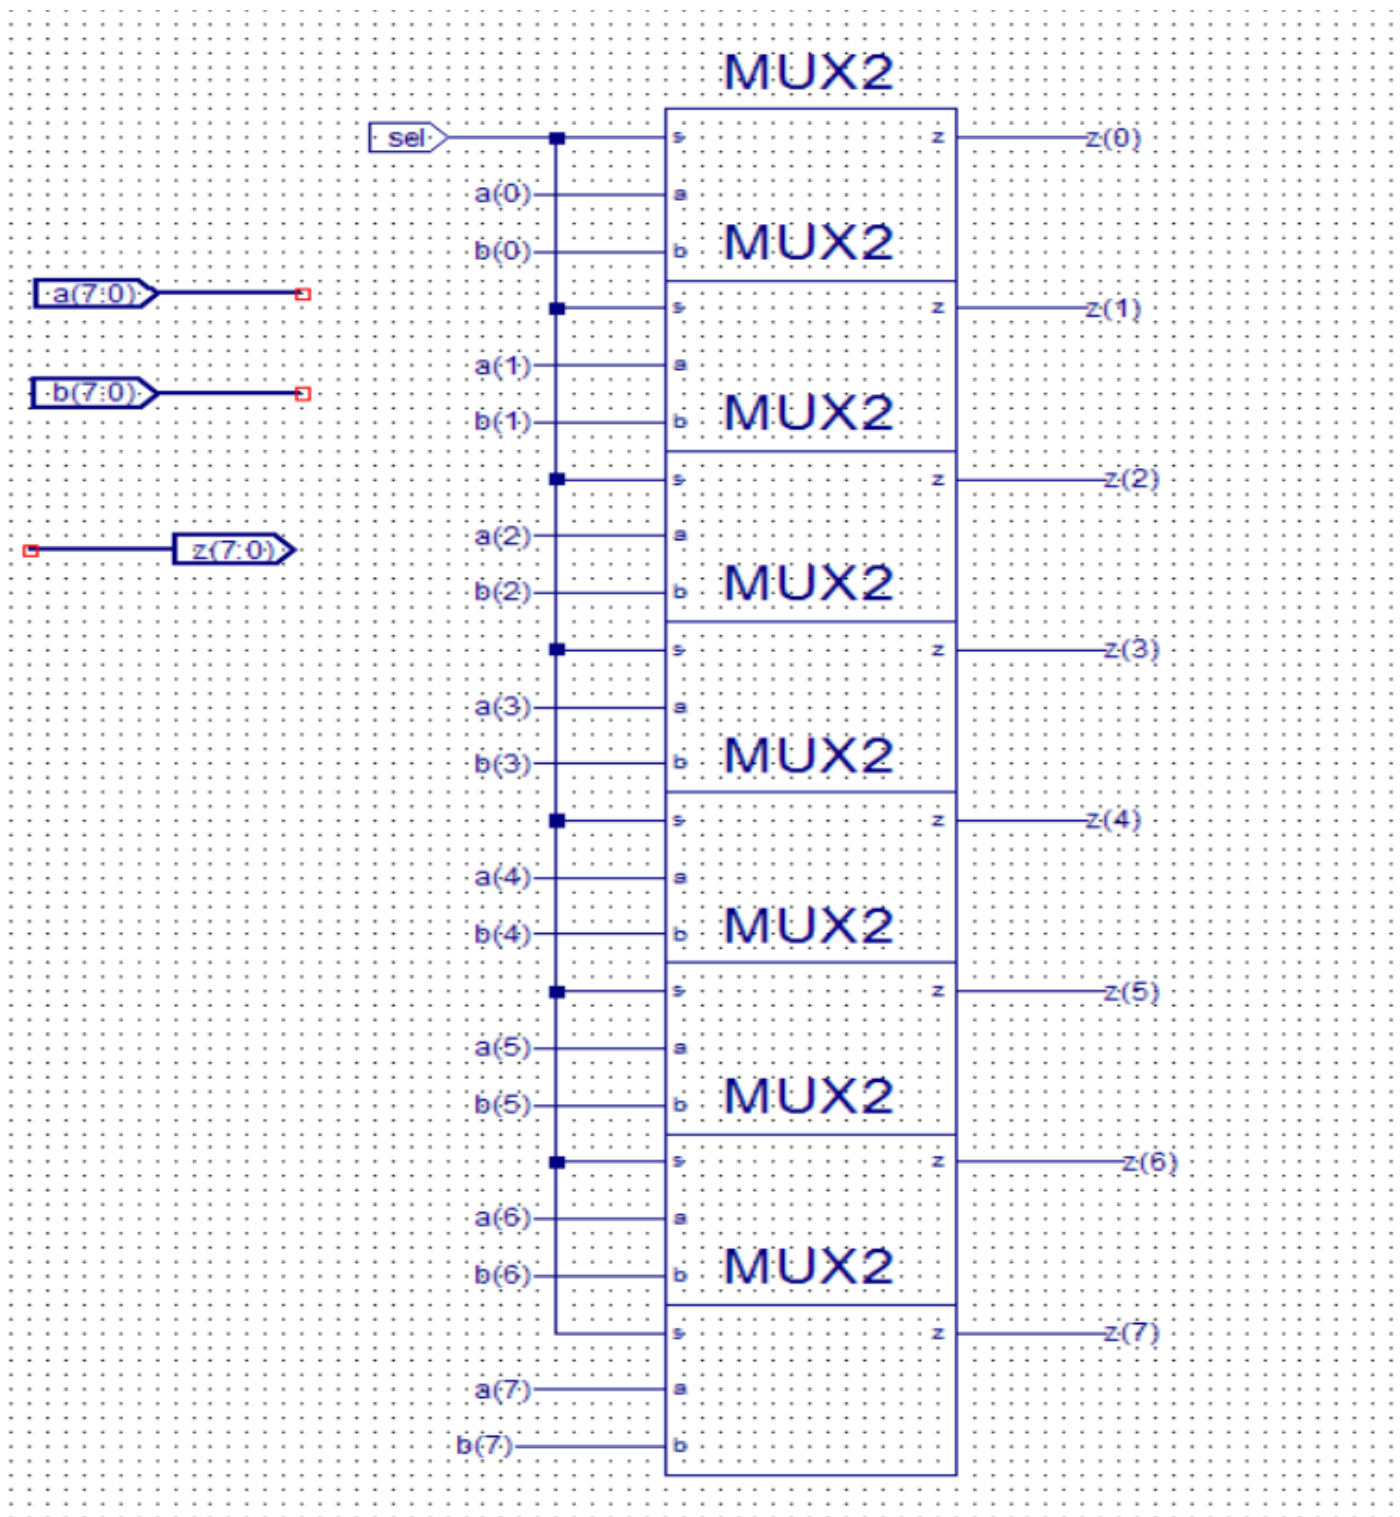 MUX2
sel s z z(0)
a(0) a
b(0) b MUX2
a(7:0)
s z z(1)
a(1) a
b(7:0)
b(1) b MUX2
s z z(2)
a(2) a
z(7:0)
b(2) b MUX2
s z z(3)
a(3) a
b(3) b MUX2
s z z(4)
a(4) a
b(4) b MUX2
s z z(5)
a(5) a
b(5) b MUX2
s z z(6)
a(6) a
b(6) b MUX2
s z z(7)
a(7) a
b(7) b